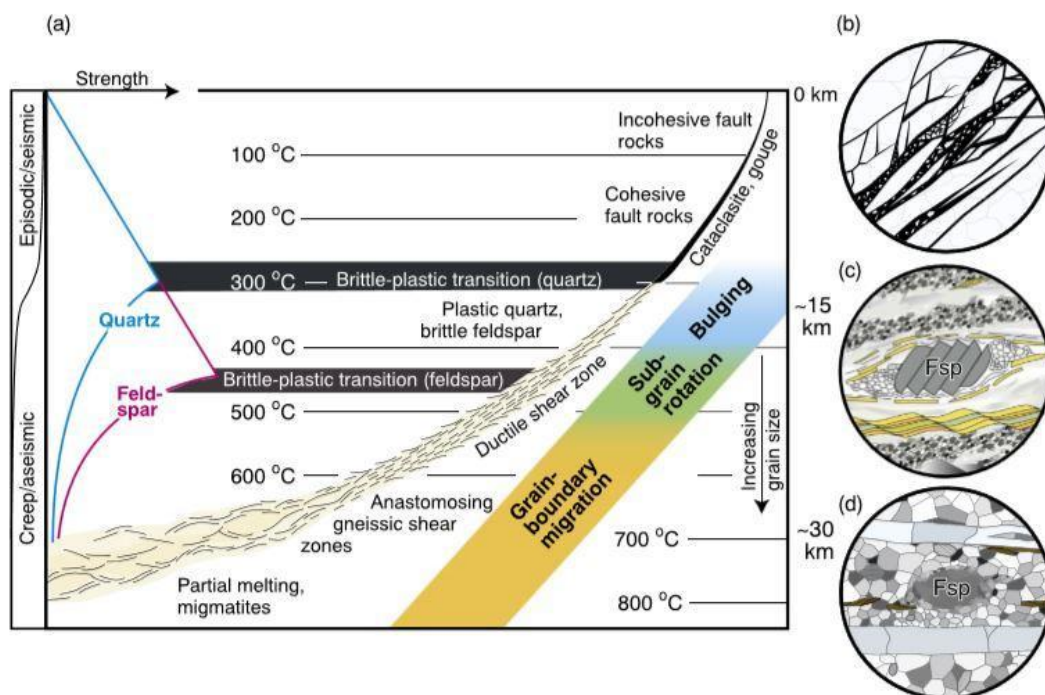 (a)
Strength
Episodic/seismic
Creep/aseismic
0 km
Incohesive fault
rocks
100 °C
Cohesive
fault rocks
200 °C
Cataclasite, gouge
300 °C
Brittle-plastic transition (quartz)
Quartz
Plastic quartz,
brittle feldspar
Bulging
~15
km
400 °C
Brittle-plastic transition (feldspar)
Feld-
spar
Sub-
grain
rotation
500 °C
Ductile shear zone
Increasing
grain size
600 °C
Anastomosing
gneissic shear
zones
Grain-
boundary
migration
700 °C
~30
km
Partial melting,
migmatites
800 °C
(b)
(c)
Fsp
(d)
Fsp